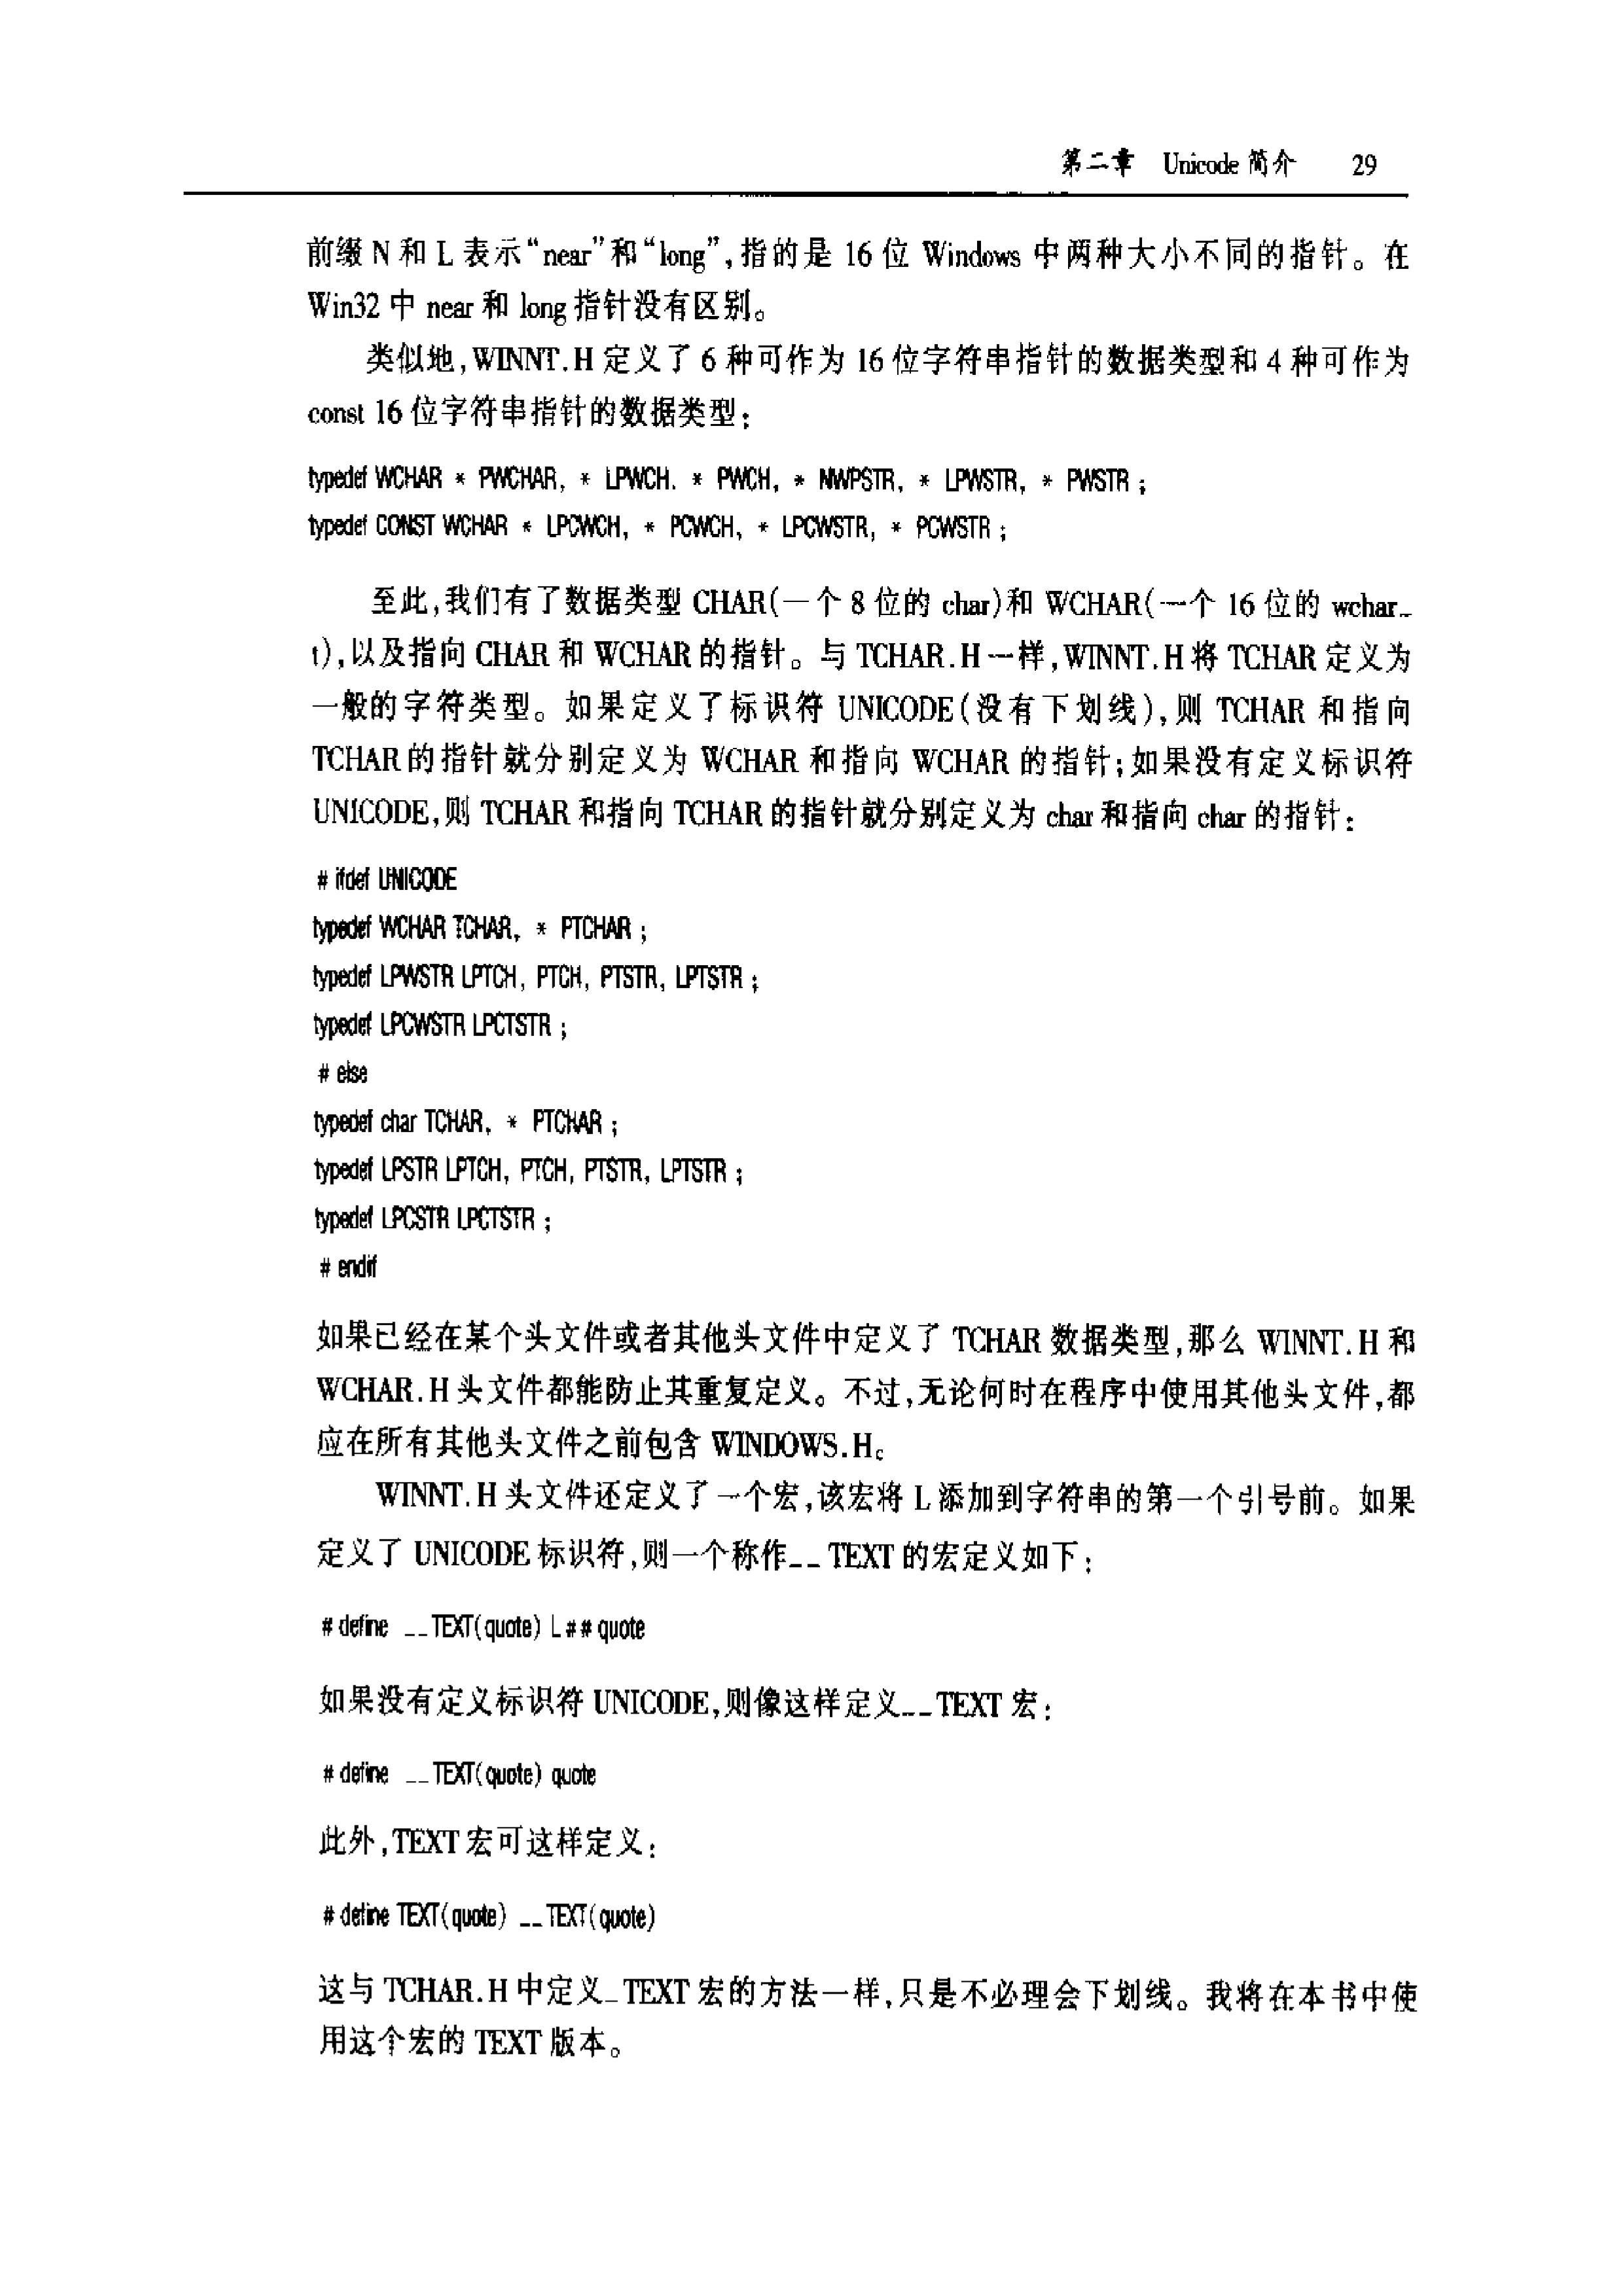 第二章 Unicode 简介 29
前缀 N 和 L 表示“near”和“long”,指的是 16 位 Windows 中两种大小不同的指针。在
Win32 中 near 和 long 指针没有区别。
类似地,WINNT.H 定义了 6 种可作为 16 位字符串指针的数据类型和 4 种可作为
const 16 位字符串指针的数据类型:
typedef WCHAR * PWCHAR, * LPWCH, * PWCH, * NWPSTR, * LPWSTR, * PWSTR ;
typedef CONST WCHAR * LPCWCH, * PCWCH, * LPCWSTR, * PCWSTR ;
至此,我们有了数据类型 CHAR(一个 8 位的 char)和 WCHAR(一个 16 位的 wchar_
t),以及指向 CHAR 和 WCHAR 的指针。与 TCHAR.H 一样,WINNT.H 将 TCHAR 定义为
一般的字符类型。如果定义了标识符 UNICODE(没有下划线),则 TCHAR 和指向
TCHAR 的指针就分别定义为 WCHAR 和指向 WCHAR 的指针;如果没有定义标识符
UNICODE,则 TCHAR 和指向 TCHAR 的指针就分别定义为 char 和指向 char 的指针:
# ifdef UNICODE
typedef WCHAR TCHAR, * PTCHAR ;
typedef LPWSTR LPTCH, PTCH, PTSTR, LPTSTR ;
typedef LPCWSTR LPCTSTR ;
# else
typedef char TCHAR, * PTCHAR ;
typedef LPSTR LPTCH, PTCH, PTSTR, LPTSTR ;
typedef LPCSTR LPCTSTR ;
# endif
如果已经在某个头文件或者其他头文件中定义了 TCHAR 数据类型,那么 WINNT.H 和
WCHAR.H 头文件都能防止其重复定义。不过,无论何时在程序中使用其他头文件,都
应在所有其他头文件之前包含 WINDOWS.H。
WINNT.H 头文件还定义了一个宏,该宏将 L 添加到字符串的第一个引号前。如果
定义了 UNICODE 标识符,则一个称作__ TEXT 的宏定义如下:
# define __TEXT(quote) L # # quote
如果没有定义标识符 UNICODE,则像这样定义__TEXT 宏:
# define __TEXT(quote) quote
此外,TEXT 宏可这样定义:
# define TEXT(quote) __TEXT(quote)
这与 TCHAR.H 中定义_TEXT 宏的方法一样,只是不必理会下划线。我将在本书中使
用这个宏的 TEXT 版本。